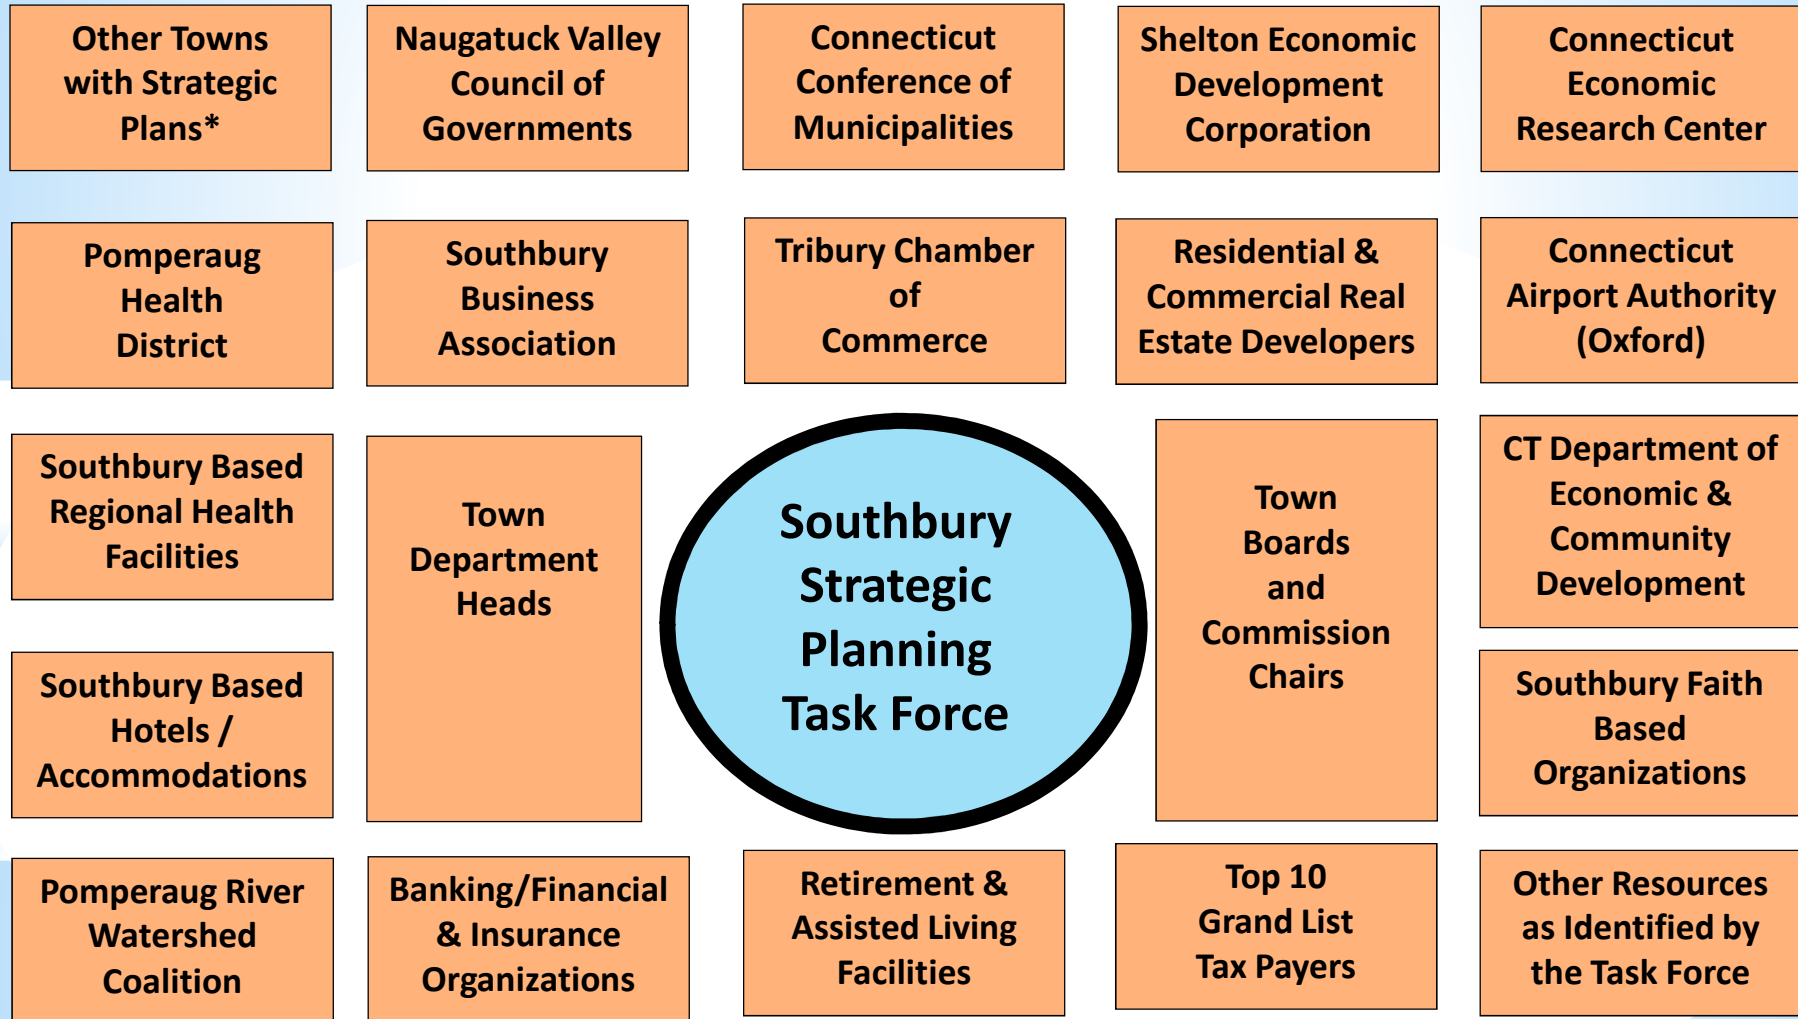 Other Towns
with Strategic
Plans*
Naugatuck Valley
Council of
Governments
Connecticut
Conference of
Municipalities
Shelton Economic
Development
Corporation
Connecticut
Economic
Research Center
Pomperaug
Health
District
Southbury
Business
Association
Tribury Chamber
of
Commerce
Residential &
Commercial Real
Estate Developers
Connecticut
Airport Authority
(Oxford)
Southbury Based
Regional Health
Facilities
Town
Department
Heads
Southbury
Strategic
Planning
Task Force
Town
Boards
and
Commission
Chairs
CT Department of
Economic &
Community
Development
Southbury Based
Hotels /
Accommodations
Southbury Faith
Based
Organizations
Pomperaug River
Watershed
Coalition
Banking/Financial
& Insurance
Organizations
Retirement &
Assisted Living
Facilities
Top 10
Grand List
Tax Payers
Other Resources
as Identified by
the Task Force